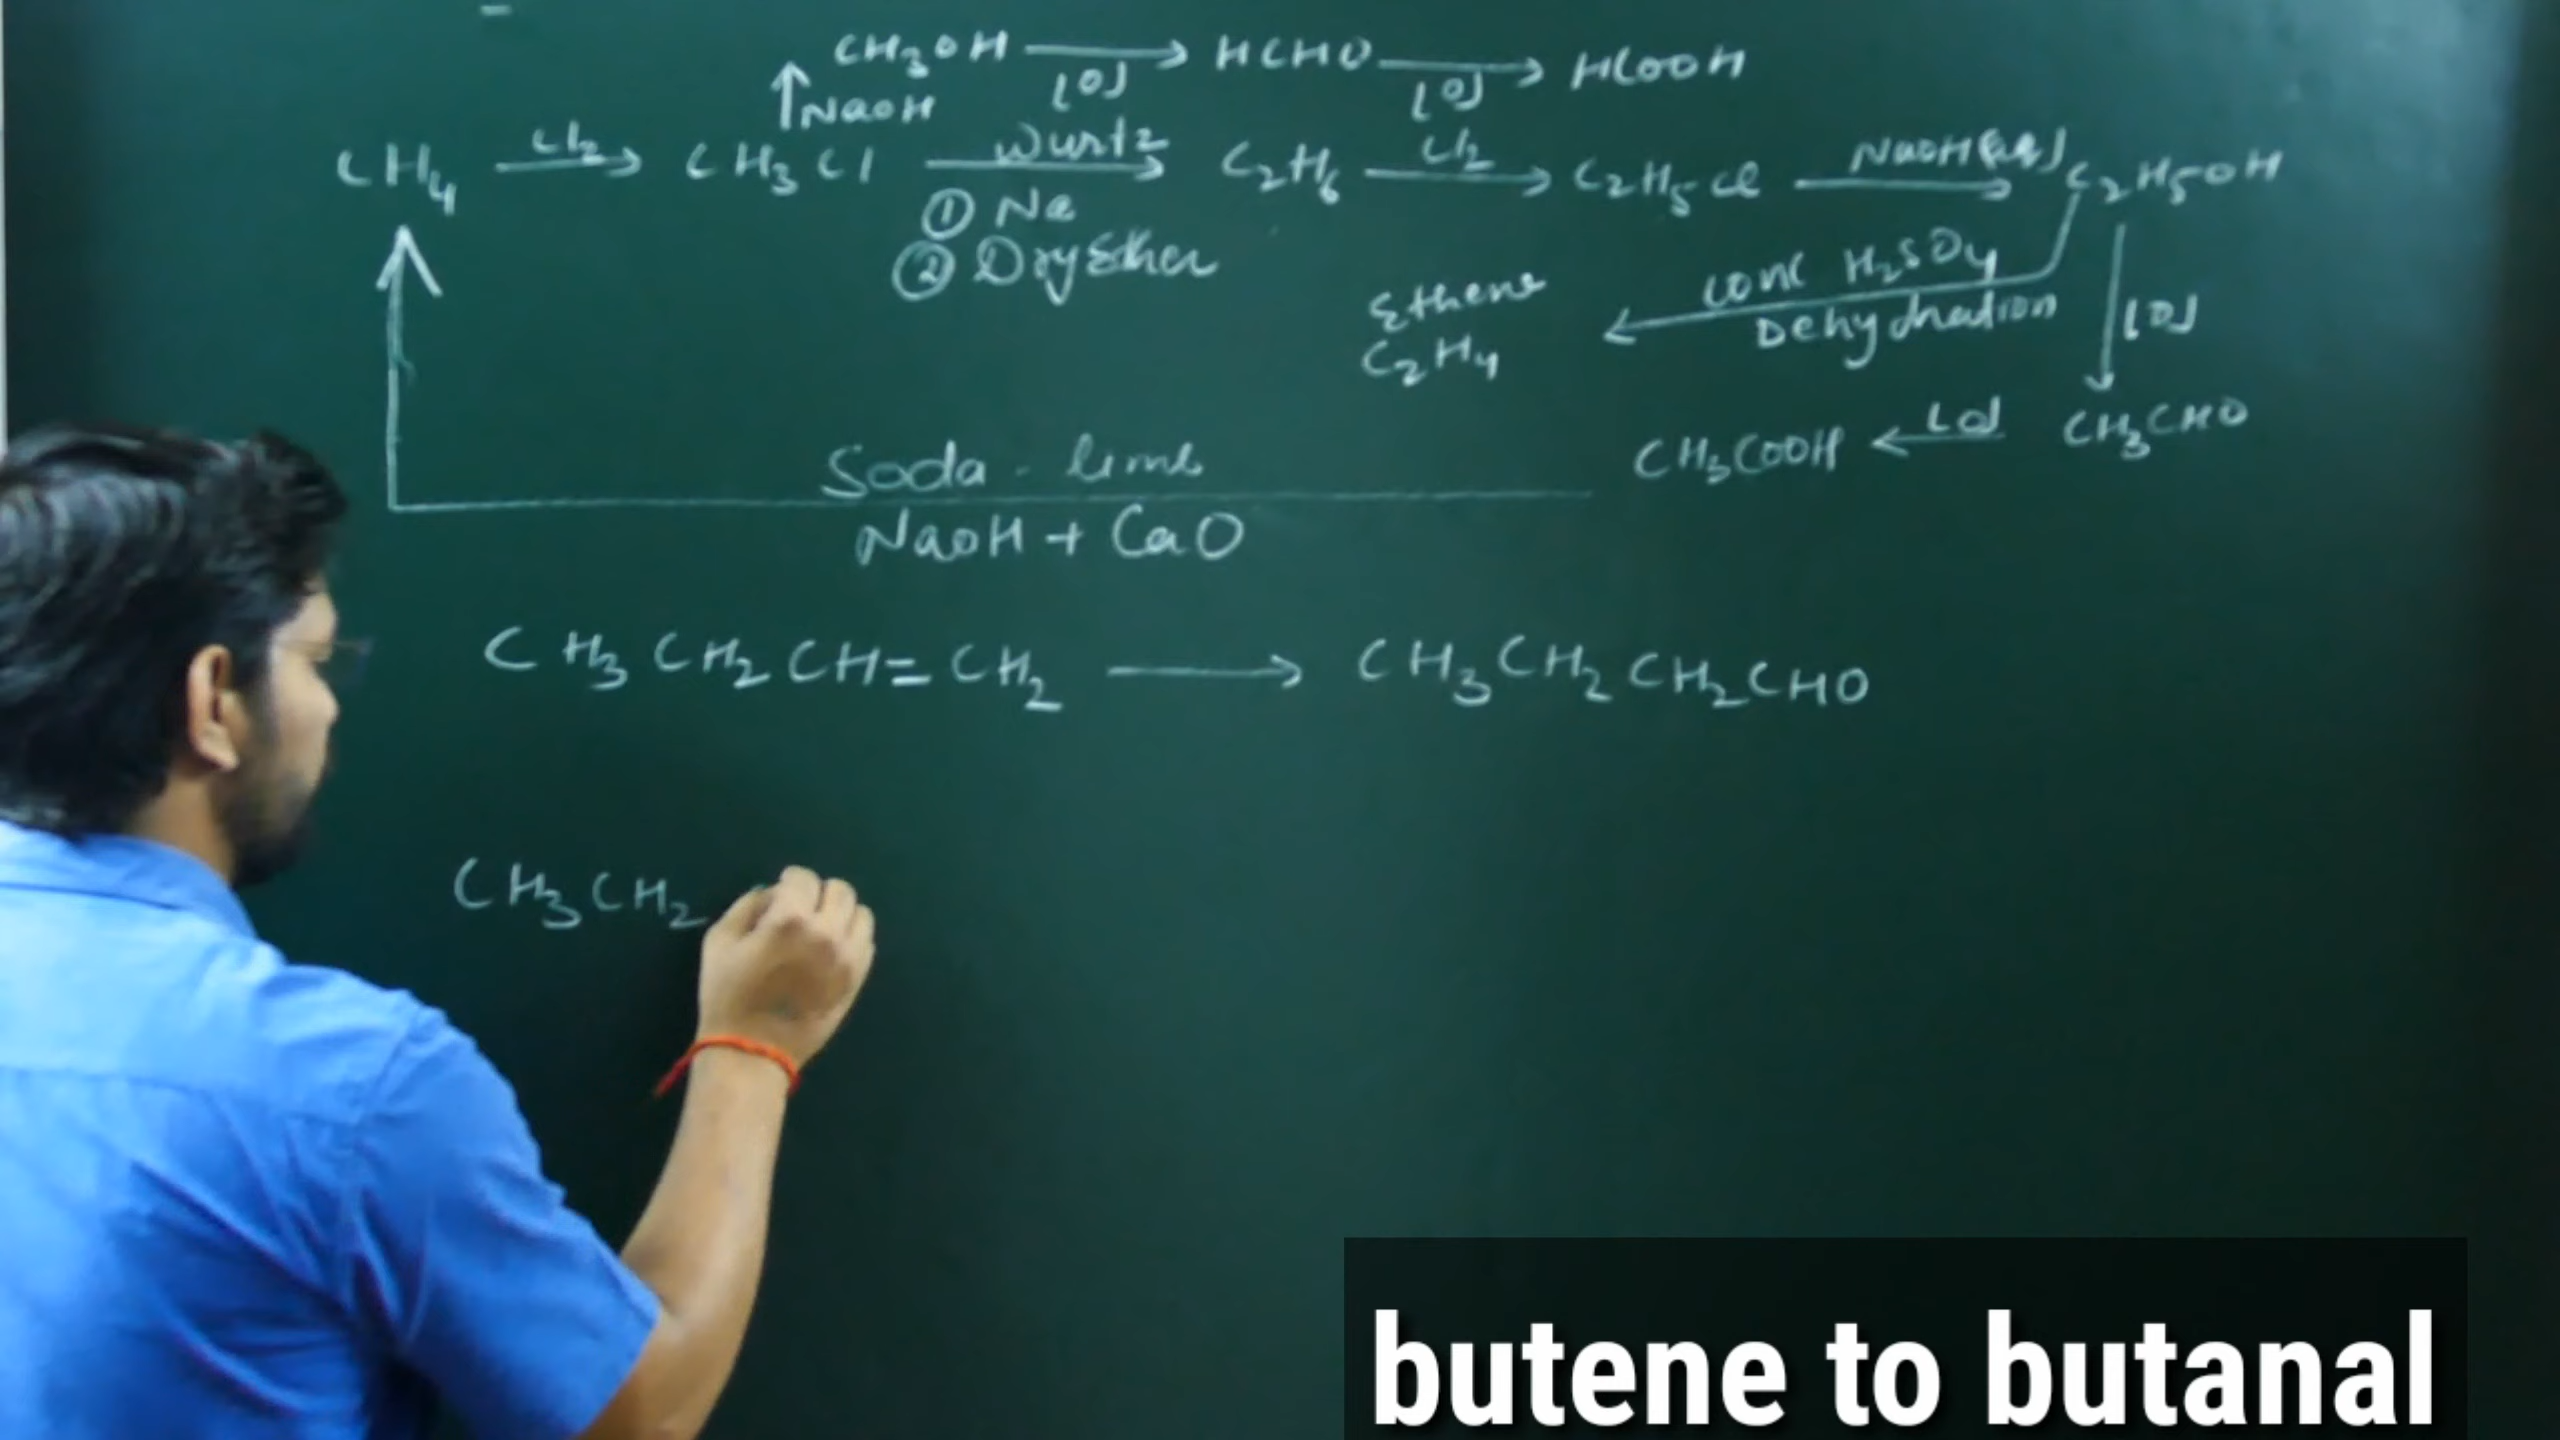 CH3OH ⟶ [O] HCHO ⟶ [O] HCOOH
↑ NaOH
CH4 ⟶ Cl2 CH3Cl ⟶ Wurtz C2H6 ⟶ Cl2 C2H5Cl ⟶ NaOH(aq) C2H5OH
① Na
② Dry Ether
conc H2SO4
Dehydration
Ethene
C2H4
[O]
CH3COOH ← [O] CH3CHO
Soda - lime
NaOH + CaO
CH3CH2CH=CH2 ⟶ CH3CH2CH2CHO
CH3CH2
butene to butanal